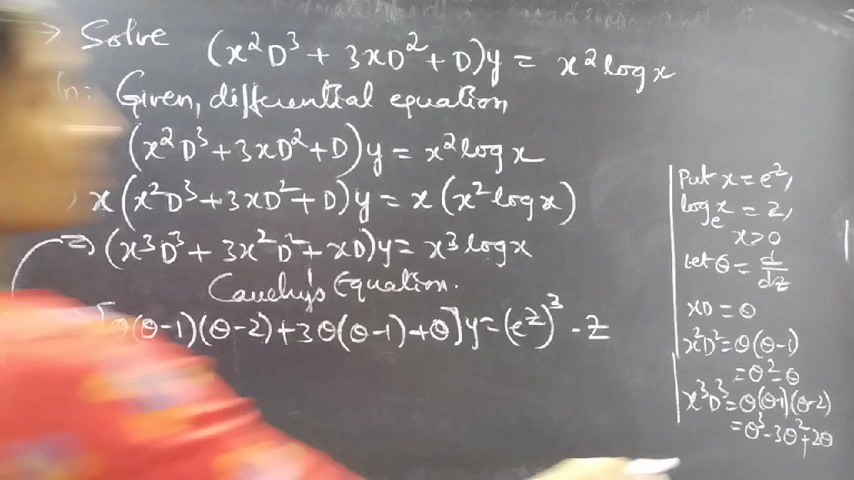 → Solve (x²D³ + 3xD² + D)y = x² log x
Given, differential equation
(x²D³ + 3xD² + D)y = x² log x
x(x²D³ + 3xD² + D)y = x(x² log x)
⇒ (x³D³ + 3x²D² + xD)y = x³ log x
Cauchy's Equation.
(θ-1)(θ-2) + 3θ(θ-1) + θ]y = (e^z)³ · z
Put x = e^z,
logₑx = z,
x > 0
Let θ = d/dz
xD = θ
x²D² = θ(θ-1)
= θ² - θ
x³D³ = θ(θ-1)(θ-2)
= θ³ - 3θ² + 2θ